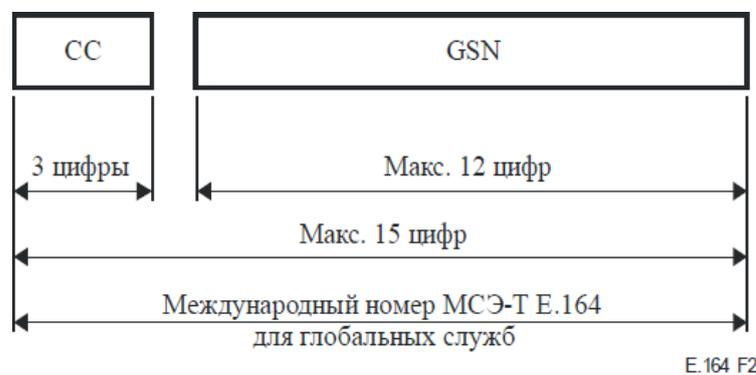 CC
GSN
3 цифры
Макс. 12 цифр
Макс. 15 цифр
Международный номер МСЭ-Т E.164
для глобальных служб
E.164 F2